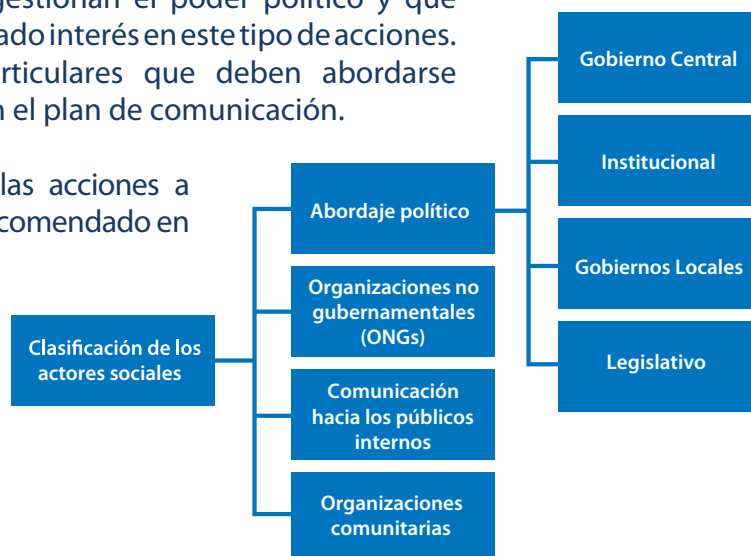 gestionan el poder político y que
ado interés en este tipo de acciones.
rticulares que deben abordarse
n el plan de comunicación.
las acciones a
comendado en
Clasificación de los
actores sociales
Abordaje político
Organizaciones no
gubernamentales
(ONGs)
Comunicación
hacia los públicos
internos
Organizaciones
comunitarias
Gobierno Central
Institucional
Gobiernos Locales
Legislativo